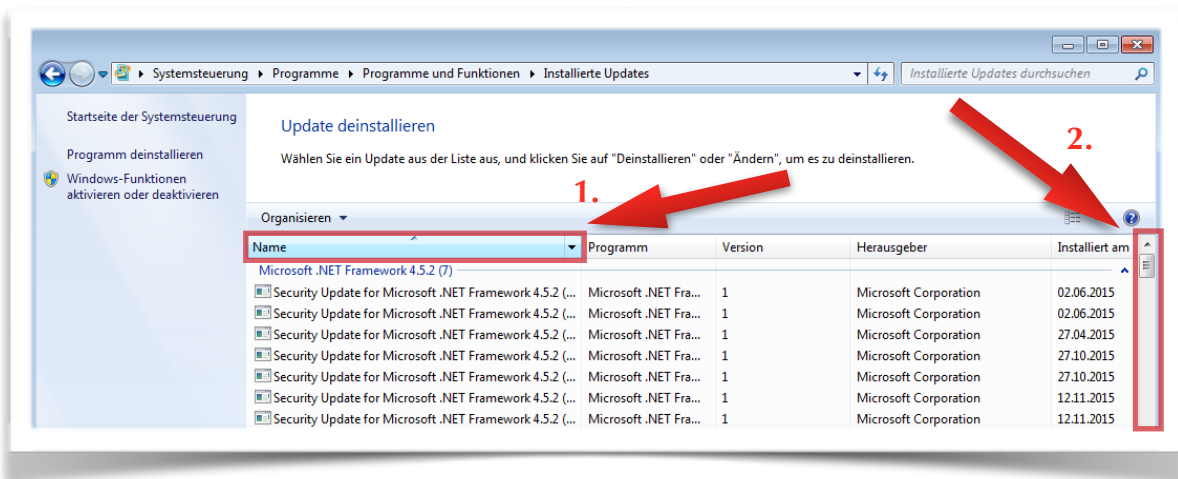 Systemsteuerung ▸ Programme ▸ Programme und Funktionen ▸ Installierte Updates
Installierte Updates durchsuchen
Startseite der Systemsteuerung
Programm deinstallieren
Windows-Funktionen
aktivieren oder deaktivieren
Update deinstallieren
Wählen Sie ein Update aus der Liste aus, und klicken Sie auf "Deinstallieren" oder "Ändern", um es zu deinstallieren.
1.
2.
Organisieren
Name Programm Version Herausgeber Installiert am
Microsoft .NET Framework 4.5.2 (7)
Security Update for Microsoft .NET Framework 4.5.2 (... Microsoft .NET Fra... 1 Microsoft Corporation 02.06.2015
Security Update for Microsoft .NET Framework 4.5.2 (... Microsoft .NET Fra... 1 Microsoft Corporation 02.06.2015
Security Update for Microsoft .NET Framework 4.5.2 (... Microsoft .NET Fra... 1 Microsoft Corporation 27.04.2015
Security Update for Microsoft .NET Framework 4.5.2 (... Microsoft .NET Fra... 1 Microsoft Corporation 27.10.2015
Security Update for Microsoft .NET Framework 4.5.2 (... Microsoft .NET Fra... 1 Microsoft Corporation 27.10.2015
Security Update for Microsoft .NET Framework 4.5.2 (... Microsoft .NET Fra... 1 Microsoft Corporation 12.11.2015
Security Update for Microsoft .NET Framework 4.5.2 (... Microsoft .NET Fra... 1 Microsoft Corporation 12.11.2015